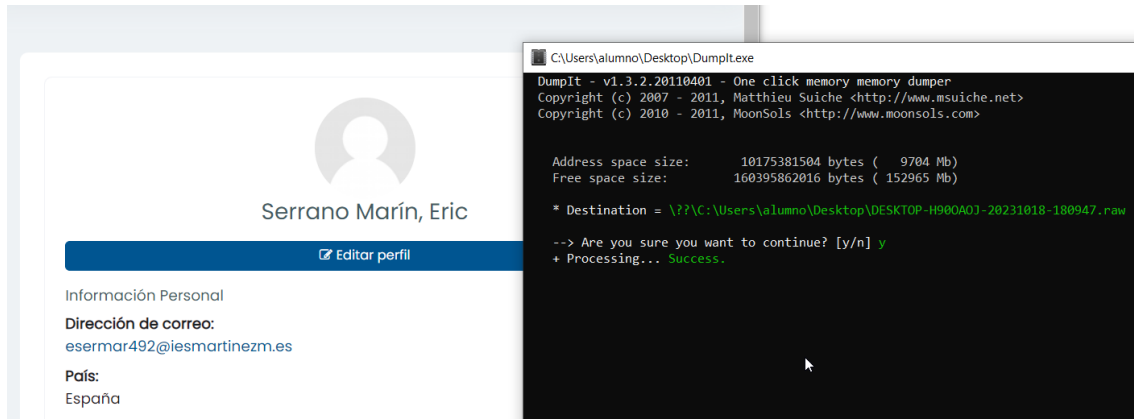 Serrano Marín, Eric
Editar perfil
Información Personal
Dirección de correo:
esermar492@iesmartinezm.es
País:
España
C:\Users\alumno\Desktop\DumpIt.exe
DumpIt - v1.3.2.20110401 - One click memory memory dumper
Copyright (c) 2007 - 2011, Matthieu Suiche <http://www.msuiche.net>
Copyright (c) 2010 - 2011, MoonSols <http://www.moonsols.com>
Address space size: 10175381504 bytes ( 9704 Mb)
Free space size: 160395862016 bytes ( 152965 Mb)
* Destination = \??\C:\Users\alumno\Desktop\DESKTOP-H90OAOJ-20231018-180947.raw
--> Are you sure you want to continue? [y/n] y
+ Processing... Success.